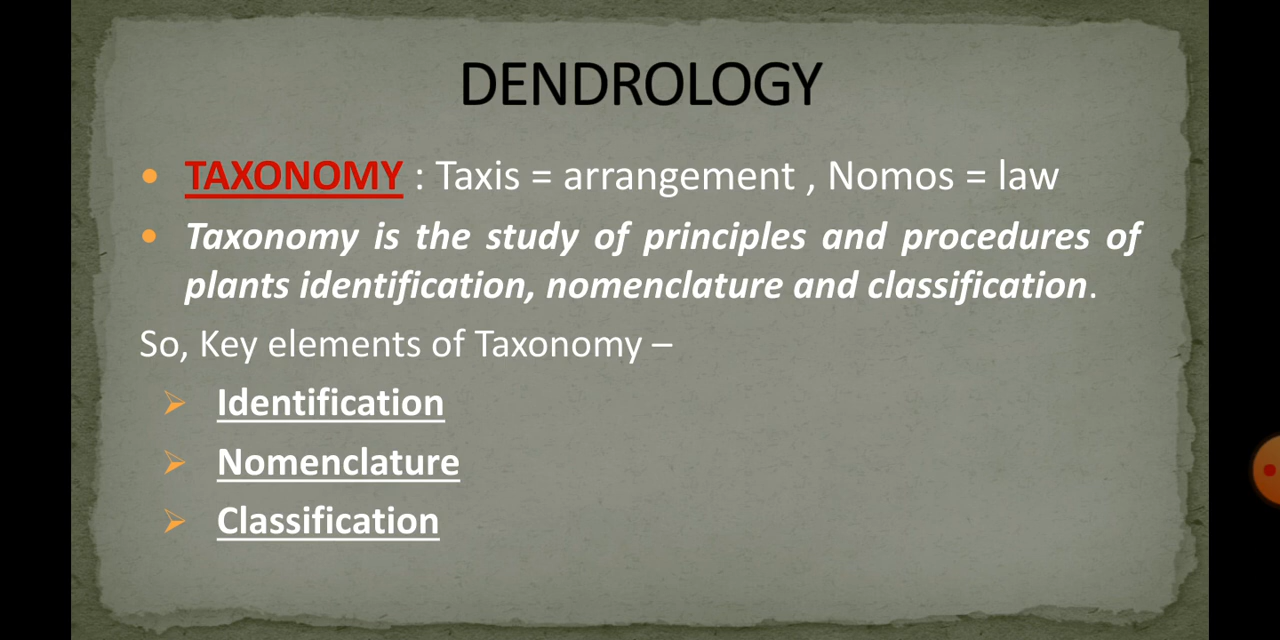 DENDROLOGY
TAXONOMY : Taxis = arrangement , Nomos = law
Taxonomy is the study of principles and procedures of
plants identification, nomenclature and classification.
So, Key elements of Taxonomy –
Identification
Nomenclature
Classification